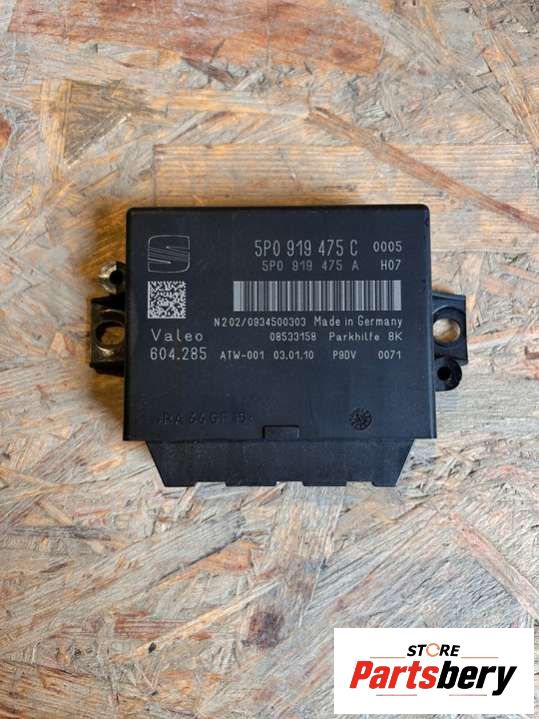 5P0 919 475 C 0005
5P0 919 475 A H07
N202/0934500303 Made in Germany
Valeo 08533158 Parkhilfe 8K
604.285 ATW-001 03.01.10 P9DV 0071
STORE
Partsbery